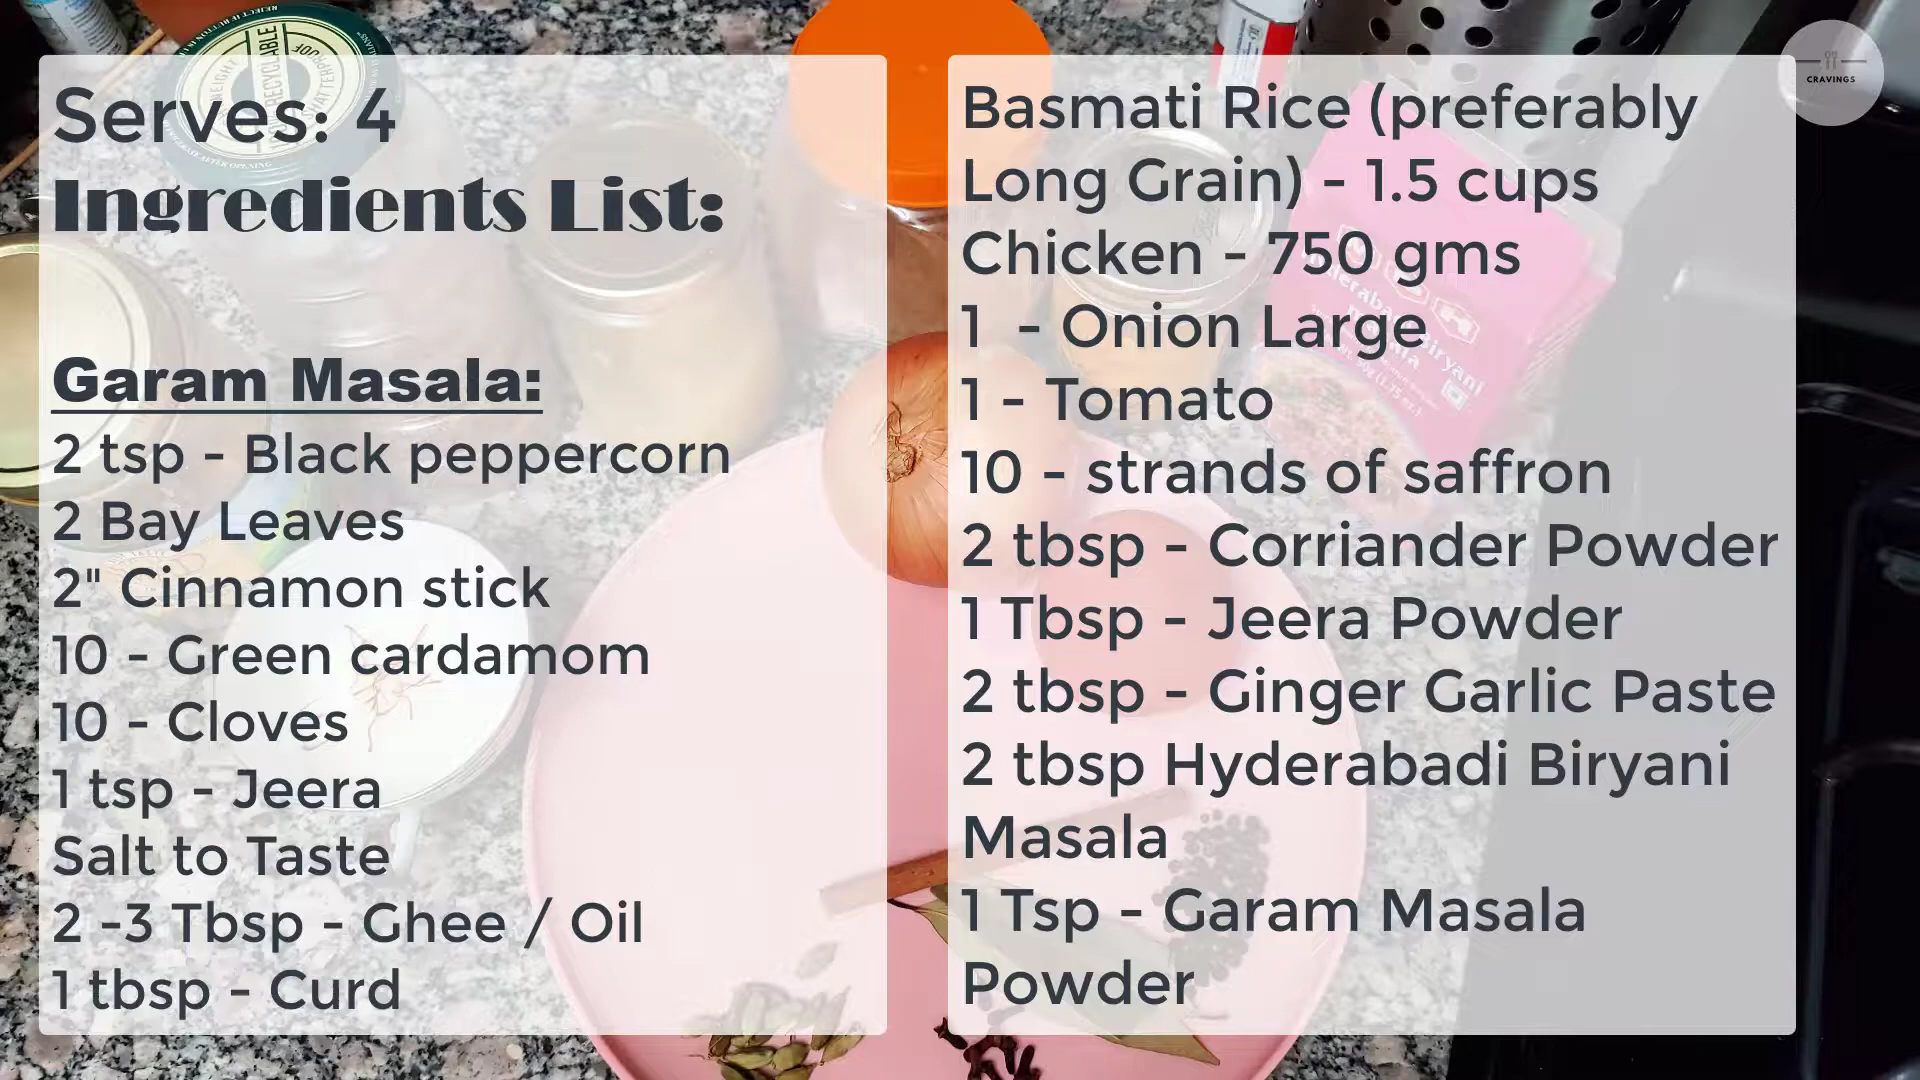 Serves: 4
Ingredients List:
Garam Masala:
2 tsp - Black peppercorn
2 Bay Leaves
2" Cinnamon stick
10 - Green cardamom
10 - Cloves
1 tsp - Jeera
Salt to Taste
2 -3 Tbsp - Ghee / Oil
1 tbsp - Curd
Basmati Rice (preferably
Long Grain) - 1.5 cups
Chicken - 750 gms
1  - Onion Large
1 - Tomato
10 - strands of saffron
2 tbsp - Corriander Powder
1 Tbsp - Jeera Powder
2 tbsp - Ginger Garlic Paste
2 tbsp Hyderabadi Biryani
Masala
1 Tsp - Garam Masala
Powder
CRAVINGS
RECYCLABLE